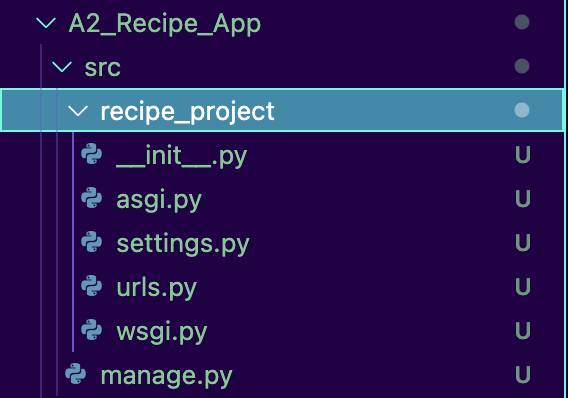 A2_Recipe_App
src
recipe_project
__init__.py U
asgi.py U
settings.py U
urls.py U
wsgi.py U
manage.py U